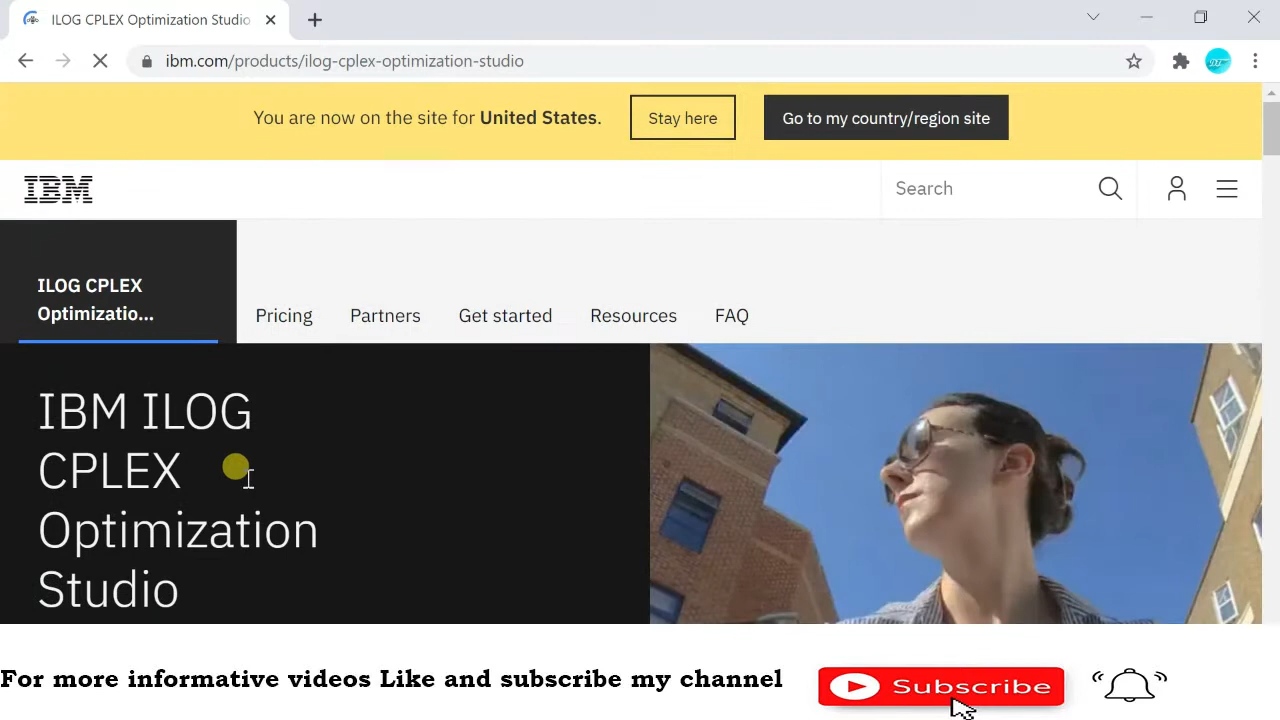 ILOG CPLEX Optimization Studio
ibm.com/products/ilog-cplex-optimization-studio
You are now on the site for United States.
Stay here
Go to my country/region site
IBM
Search
ILOG CPLEX
Optimizatio...
Pricing
Partners
Get started
Resources
FAQ
IBM ILOG
CPLEX
Optimization
Studio
For more informative videos Like and subscribe my channel
Subscribe